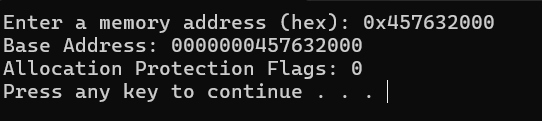 Enter a memory address (hex): 0x457632000
Base Address: 0000000457632000
Allocation Protection Flags: 0
Press any key to continue . . .